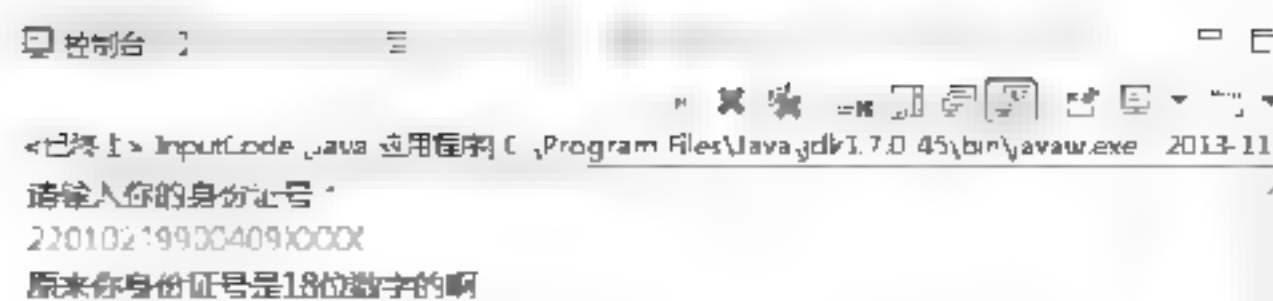 控制台
<已终止> InputCode [Java 应用程序] C:\Program Files\Java\jdk1.7.0_45\bin\javaw.exe 2013-11
请输入你的身份证号:
22010219900409XXXX
原来你身份证号是18位数字的啊